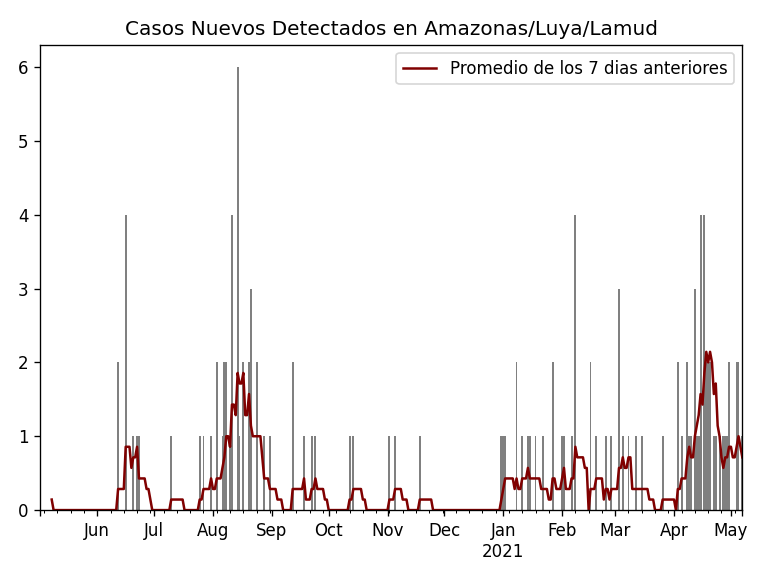 Casos Nuevos Detectados en Amazonas/Luya/Lamud
Promedio de los 7 dias anteriores
6
5
4
3
2
1
0
Jun Jul Aug Sep Oct Nov Dec Jan Feb Mar Apr May
2021